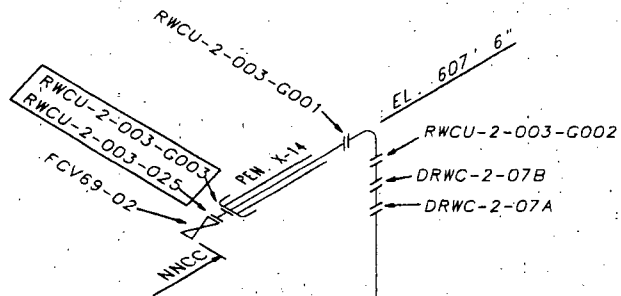 RWCU-2-003-G001
EL. 607' 6"
RWCU-2-003-G003
RWCU-2-003-025
FCV69-02
PEN. X-14
RWCU-2-003-G002
DRWC-2-07B
DRWC-2-07A
NNCC